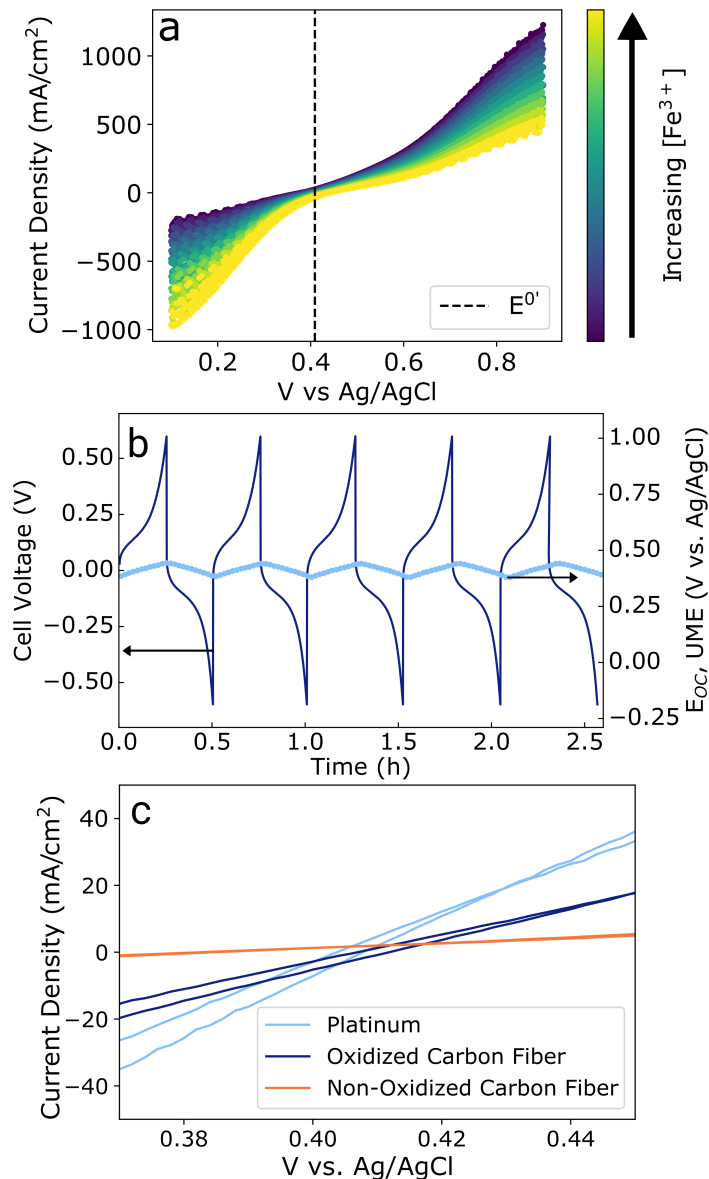 a
1000
500
0
−500
−1000
Current Density (mA/cm²)
E⁰'
0.2
0.4
0.6
0.8
V vs Ag/AgCl
Increasing [Fe³⁺]
b
0.50
0.25
0.00
−0.25
−0.50
Cell Voltage (V)
1.00
0.75
0.50
0.25
0.00
−0.25
E_OC, UME (V vs. Ag/AgCl)
0.0
0.5
1.0
1.5
2.0
2.5
Time (h)
c
40
20
0
−20
−40
Current Density (mA/cm²)
Platinum
Oxidized Carbon Fiber
Non-Oxidized Carbon Fiber
0.38
0.40
0.42
0.44
V vs. Ag/AgCl